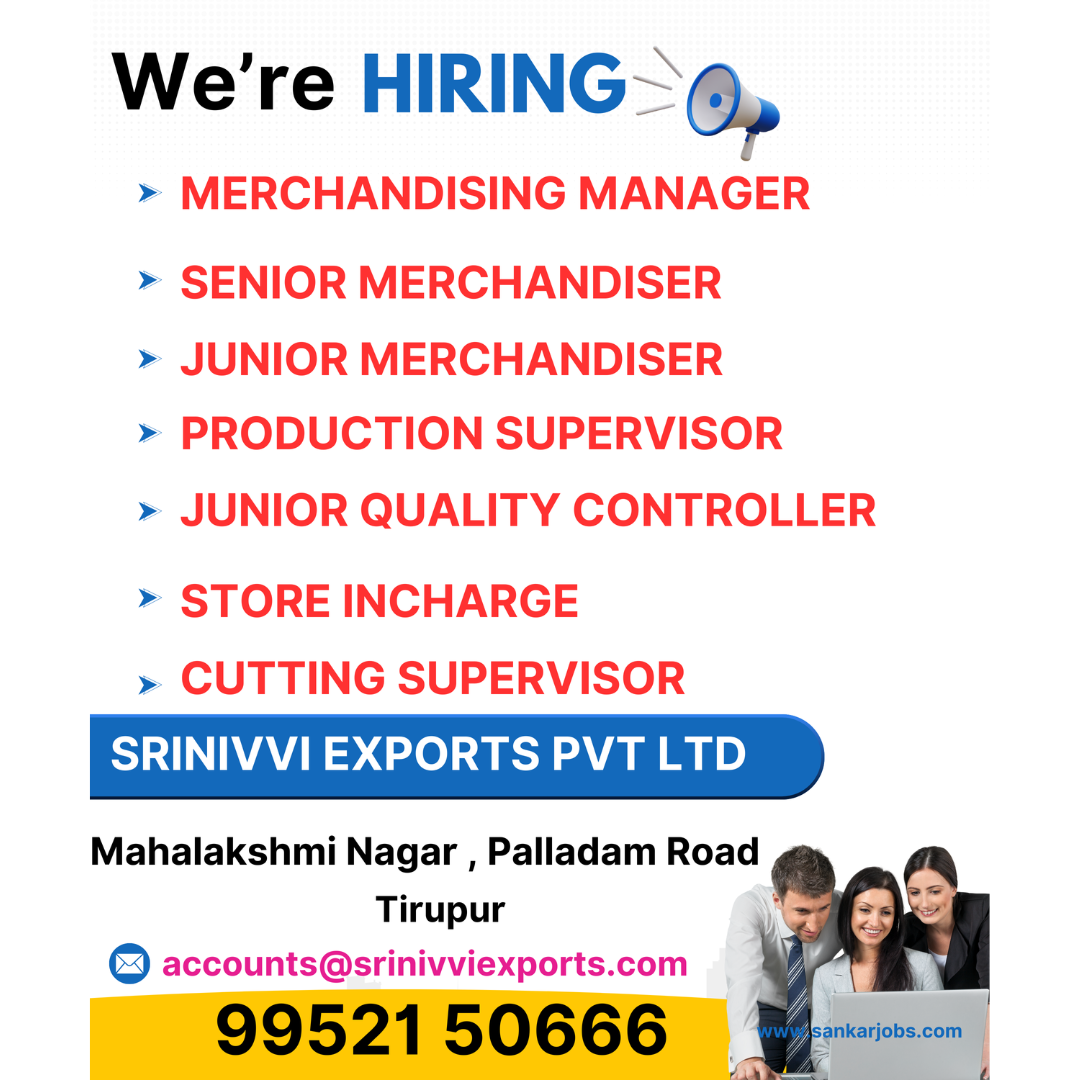 We’re HIRING
MERCHANDISING MANAGER
SENIOR MERCHANDISER
JUNIOR MERCHANDISER
PRODUCTION SUPERVISOR
JUNIOR QUALITY CONTROLLER
STORE INCHARGE
CUTTING SUPERVISOR
SRINIVVI EXPORTS PVT LTD
Mahalakshmi Nagar , Palladam Road
Tirupur
accounts@srinivviexports.com
99521 50666
www.sankarjobs.com